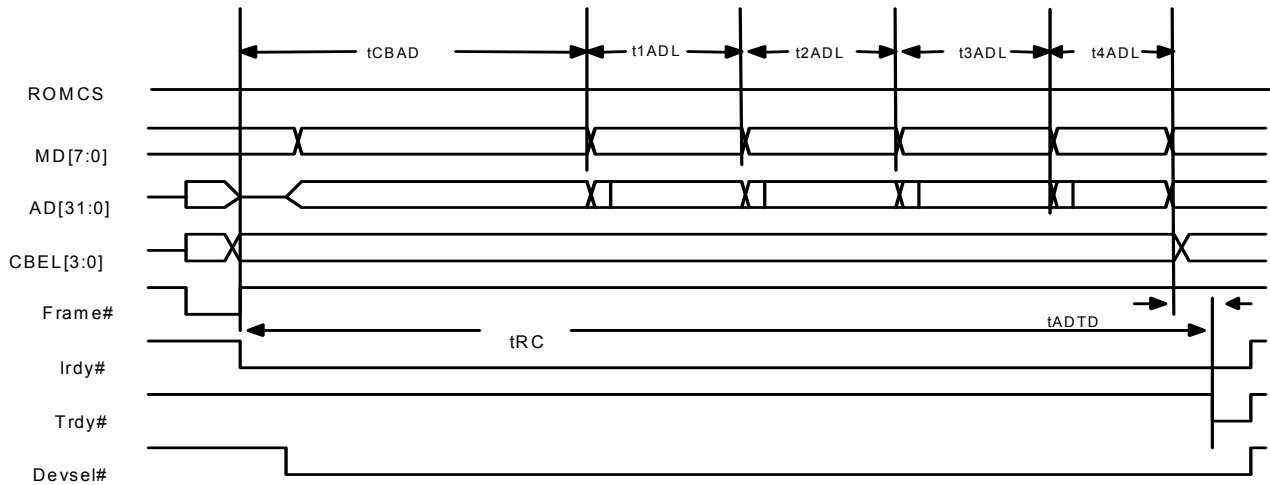 tCBAD t1ADL t2ADL t3ADL t4ADL
ROMCS
MD[7:0]
AD[31:0]
CBEL[3:0]
Frame#
tADTD
tRC
Irdy#
Trdy#
Devsel#